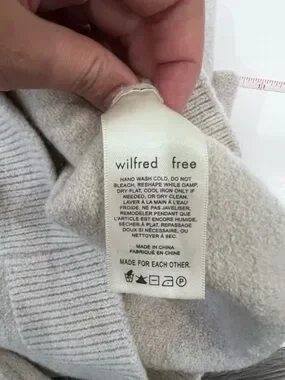 wilfred free
HAND WASH COLD, DO NOT
BLEACH, RESHAPE WHILE DAMP,
DRY FLAT, COOL IRON ONLY IF
NEEDED, OR DRY CLEAN.
LAVER À LA MAIN À L'EAU
FROIDE, NE PAS JAVELISER,
REMODELER PENDANT QUE
L'ARTICLE EST ENCORE HUMIDE,
SÉCHER À PLAT, REPASSAGE
DOUX SI NÉCESSAIRE, OU
NETTOYER À SEC.
MADE IN CHINA
FABRIQUÉ EN CHINE
MADE FOR EACH OTHER.
P